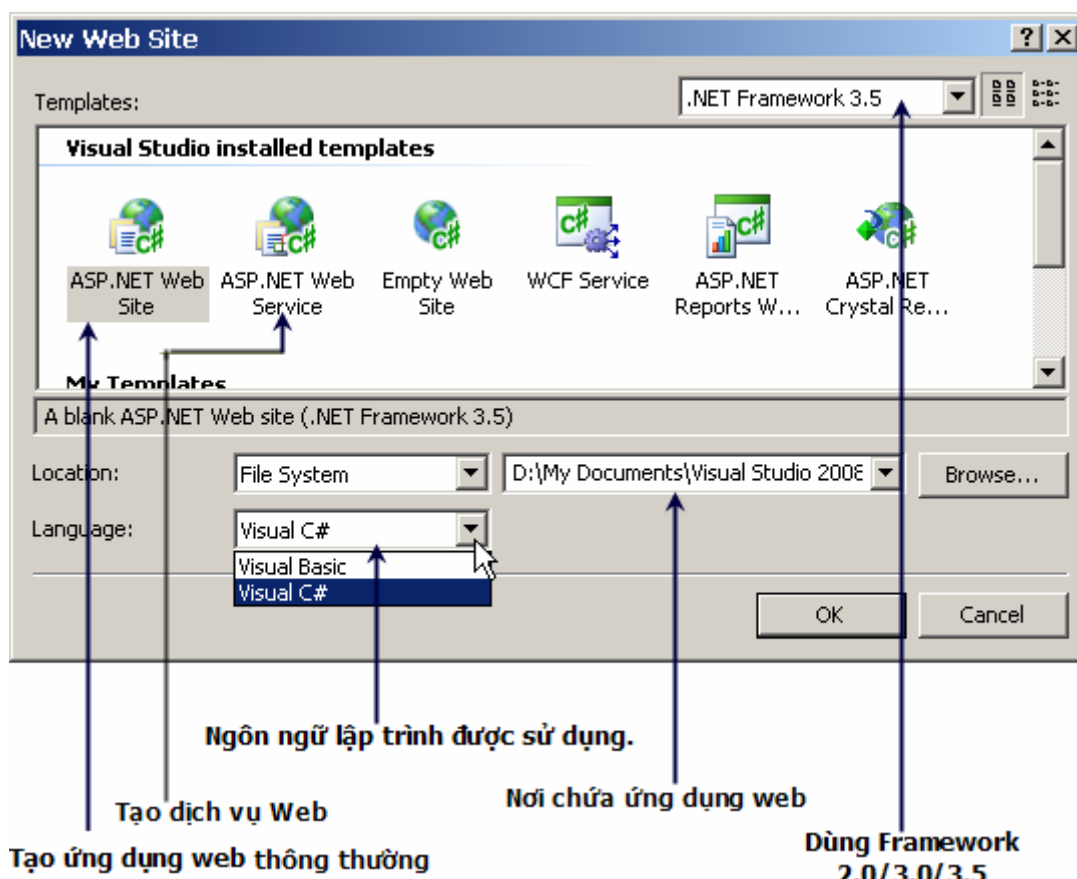 New Web Site
Templates:
.NET Framework 3.5
Visual Studio installed templates
ASP.NET Web Site
ASP.NET Web Service
Empty Web Site
WCF Service
ASP.NET Reports W...
ASP.NET Crystal Re...
My Templates
A blank ASP.NET Web site (.NET Framework 3.5)
Location:
File System
D:\My Documents\Visual Studio 2008
Browse...
Language:
Visual C#
Visual Basic
Visual C#
OK
Cancel
Ngôn ngữ lập trình được sử dụng.
Tạo dịch vụ Web
Nơi chứa ứng dụng web
Tạo ứng dụng web thông thường
Dùng Framework
2.0/3.0/3.5